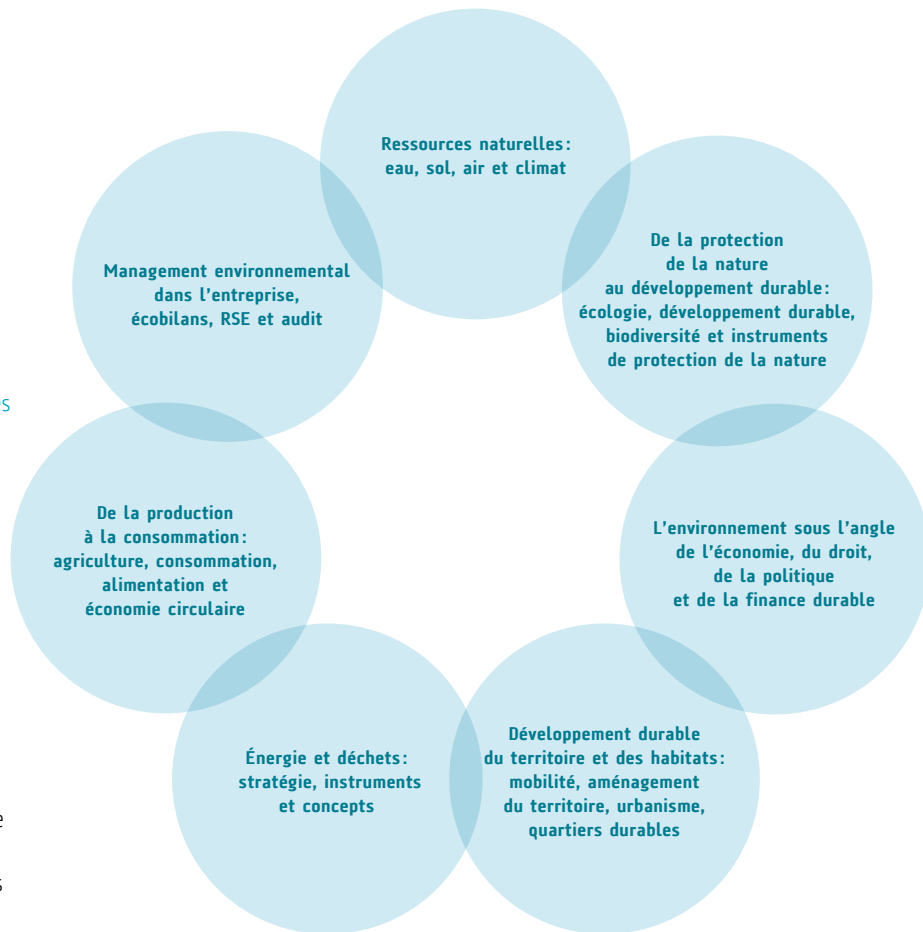 Ressources naturelles :
eau, sol, air et climat
De la protection
de la nature
au développement durable :
écologie, développement durable,
biodiversité et instruments
de protection de la nature
L'environnement sous l'angle
de l'économie, du droit,
de la politique
et de la finance durable
Développement durable
du territoire et des habitats :
mobilité, aménagement
du territoire, urbanisme,
quartiers durables
Énergie et déchets :
stratégie, instruments
et concepts
De la production
à la consommation :
agriculture, consommation,
alimentation et
économie circulaire
Management environnemental
dans l'entreprise,
écobilans, RSE et audit